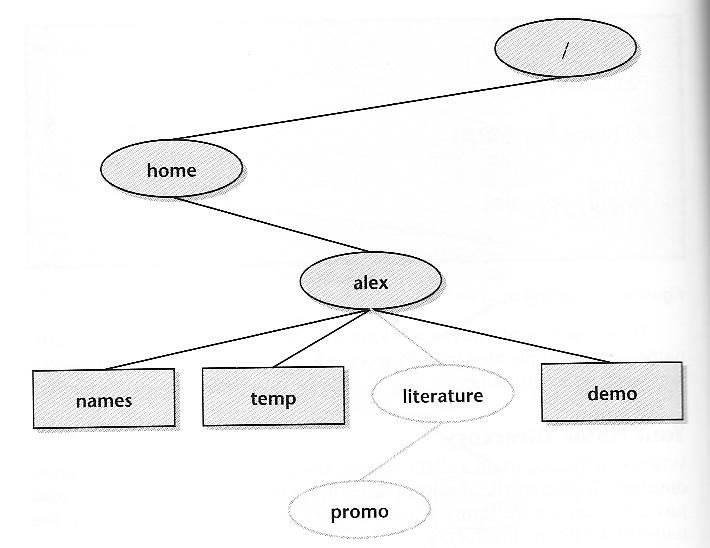 /
home
alex
names
temp
literature
demo
promo